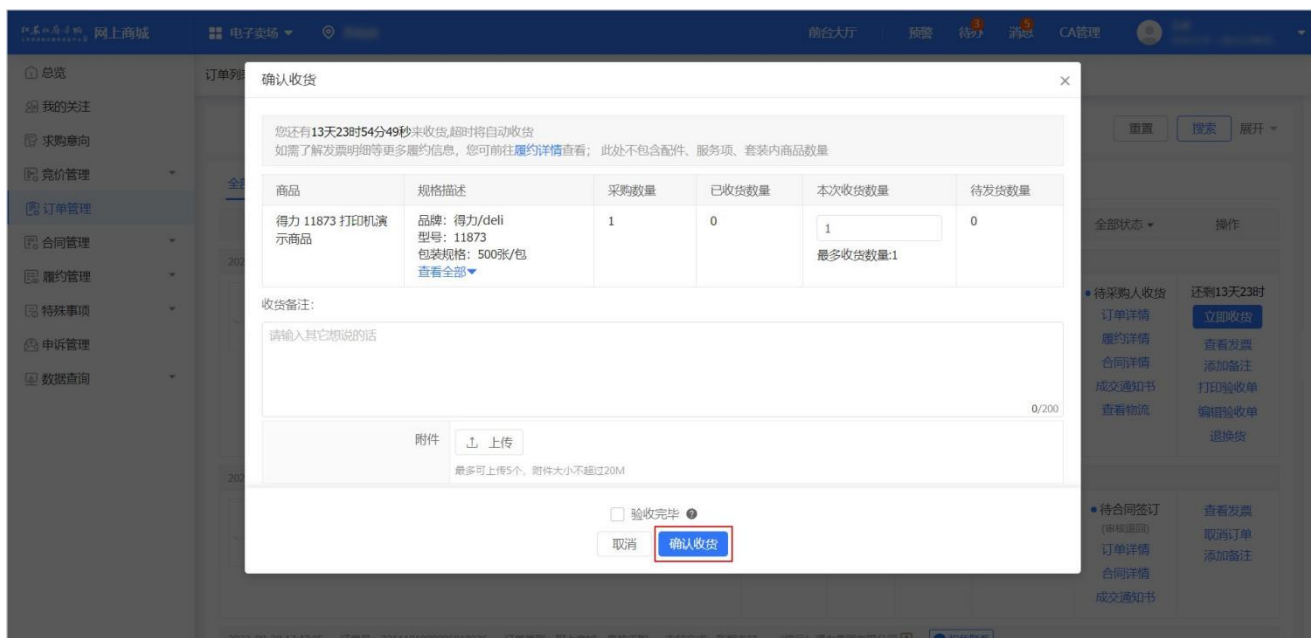 网上商城
电子卖场
前台大厅
预警
待办
3
消息
5
CA管理
总览
我的关注
求购意向
竞价管理
订单管理
合同管理
履约管理
特殊事项
申诉管理
数据查询
订单列
重置
搜索
展开
全部状态
操作
确认收货
您还有13天23时54分49秒来收货,超时将自动收货
如需了解发票明细等更多履约信息，您可前往履约详情查看； 此处不包含配件、服务项、套装内商品数量
商品 规格描述 采购数量 已收货数量 本次收货数量 待发货数量
得力 11873 打印机演 品牌：得力/deli 1 0 1 0
示商品 型号：11873
包装规格：500张/包 最多收货数量:1
查看全部
收货备注：
请输入其它想说的话
0/200
附件 上传
最多可上传5个，附件大小不超过20M
验收完毕
取消 确认收货
待采购人收货 还剩13天23时
订单详情 立即收货
履约详情 查看发票
合同详情 添加备注
成交通知书 打印验收单
查看物流 编辑验收单
退换货
待合同签订 查看发票
(审核退回) 取消订单
订单详情 添加备注
合同详情
成交通知书